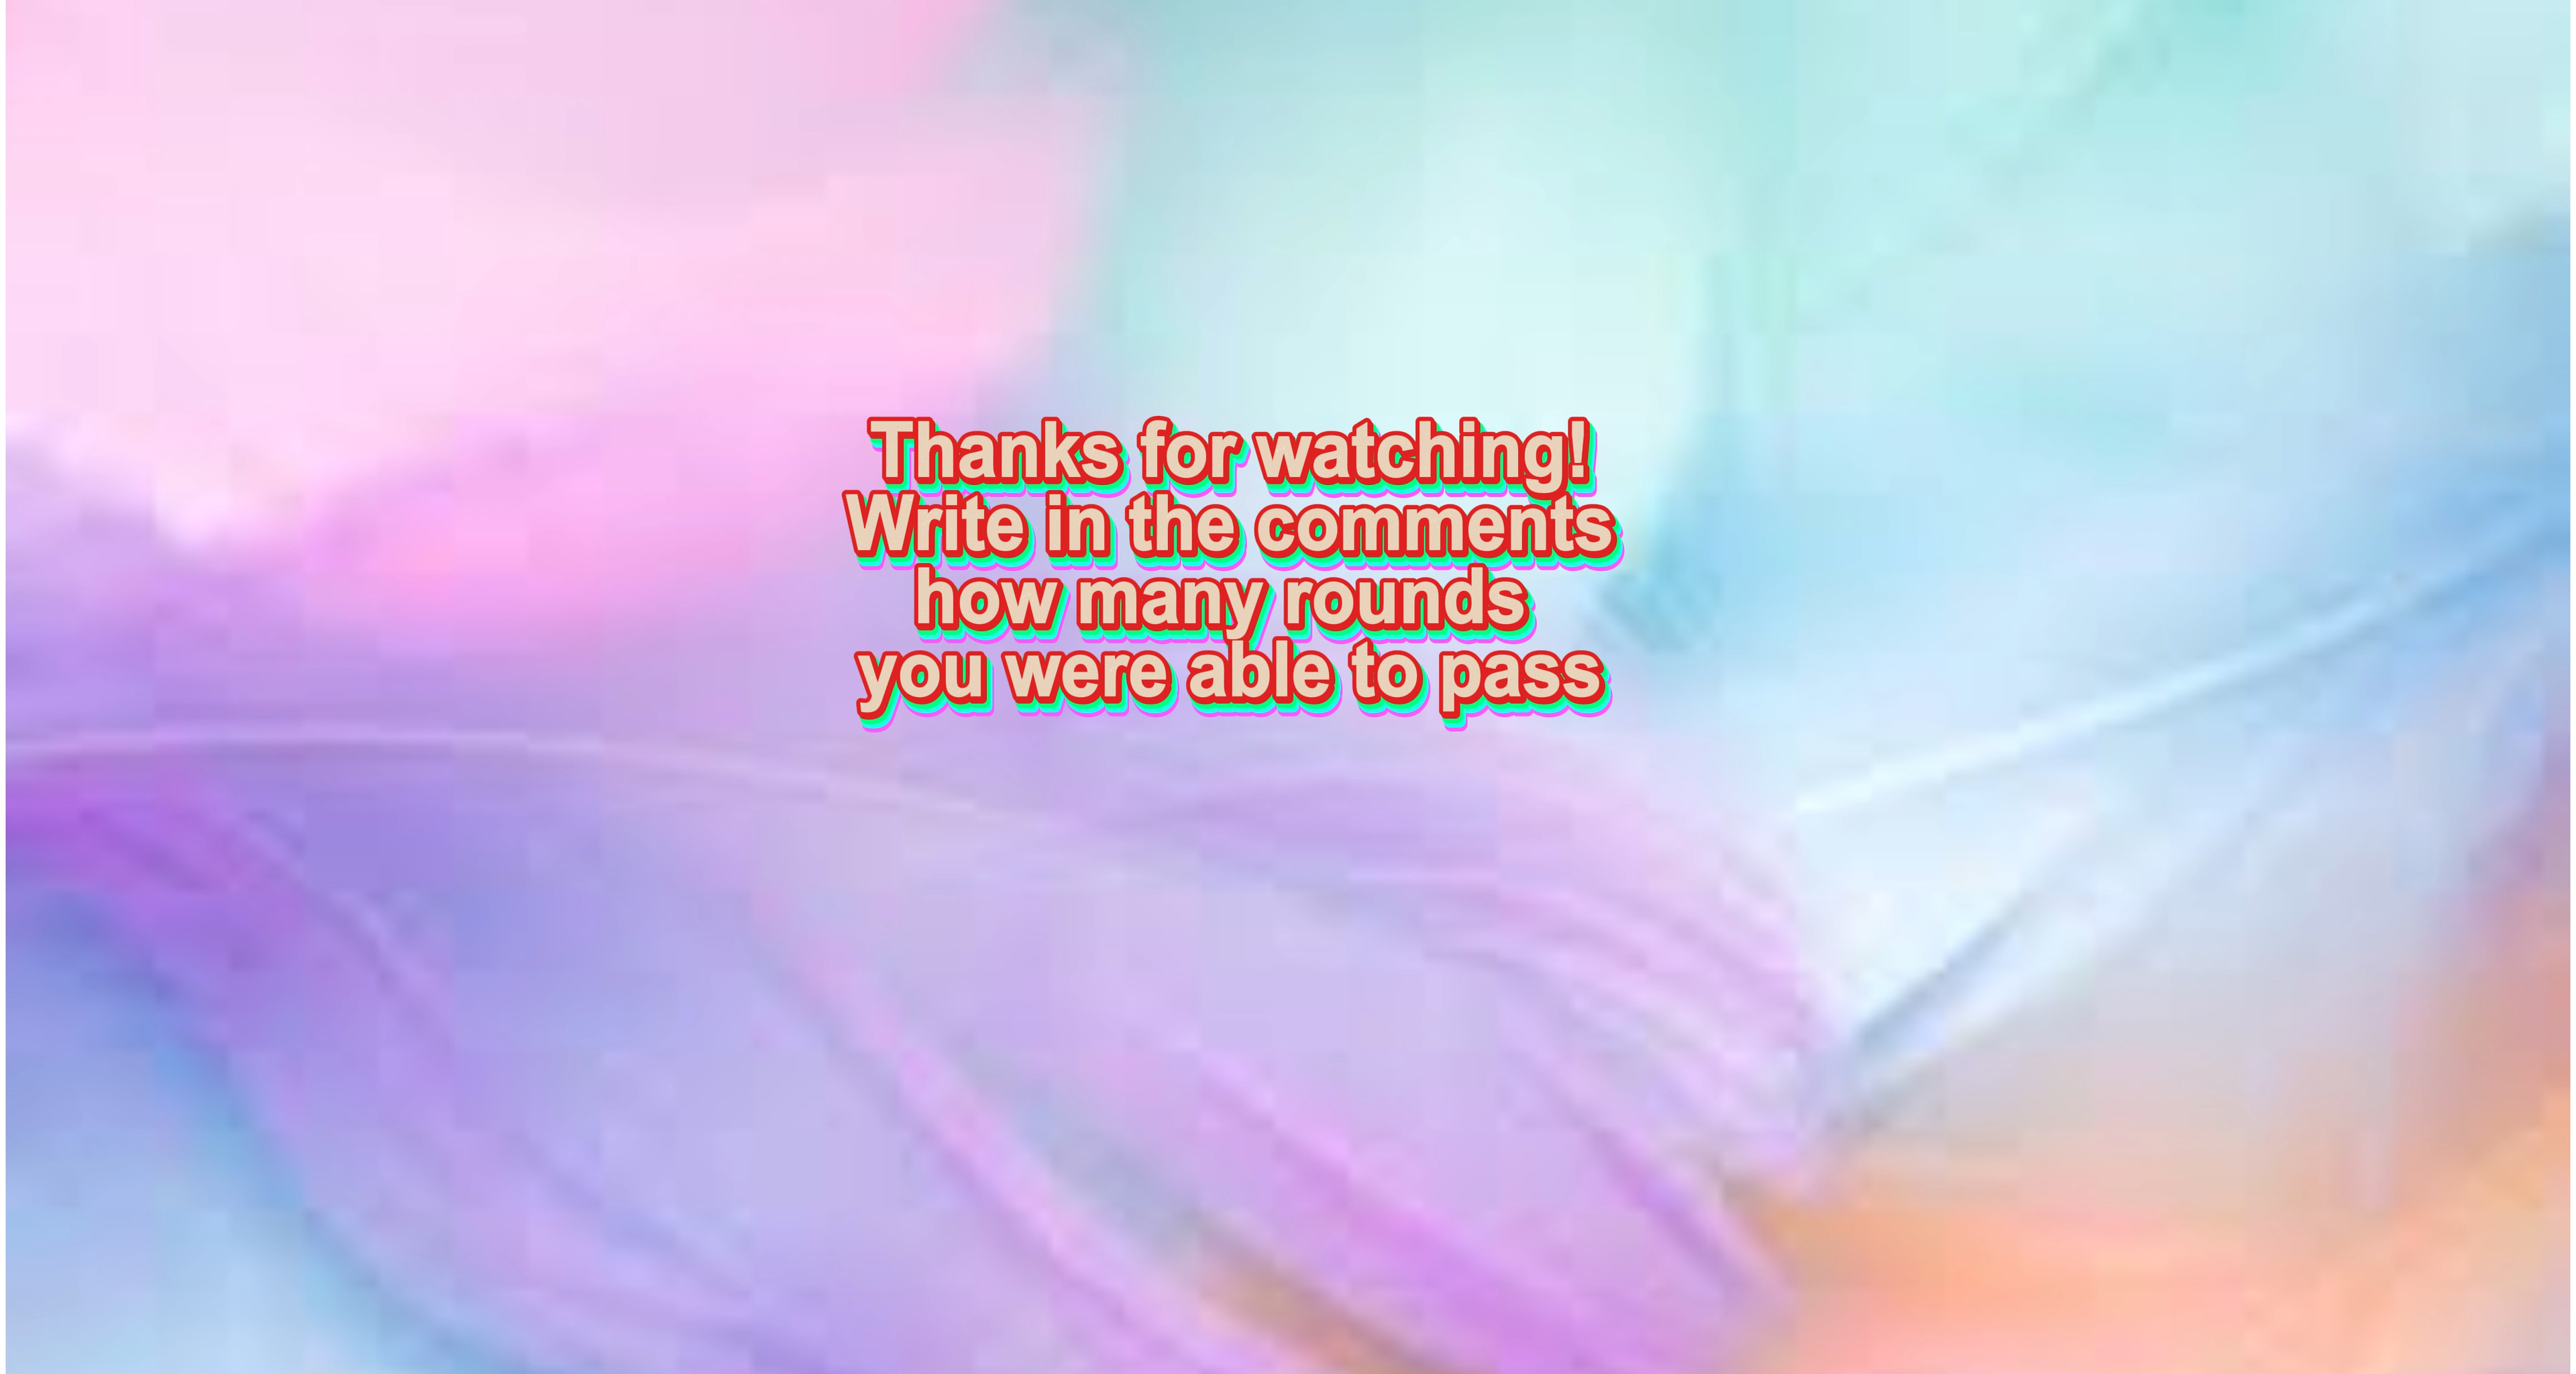 Thanks for watching!
Write in the comments
how many rounds
you were able to pass